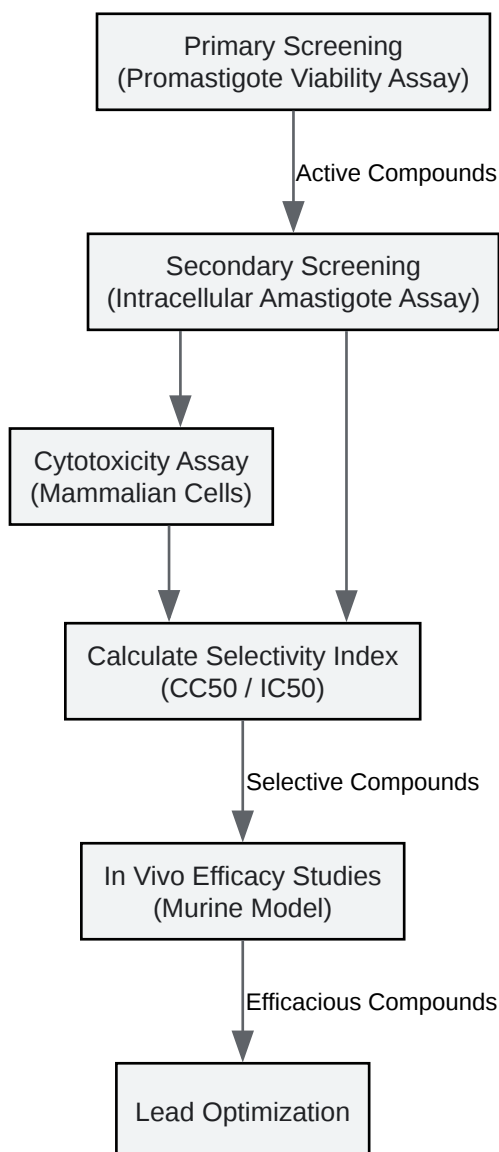 Primary Screening
(Promastigote Viability Assay)
Active Compounds
Secondary Screening
(Intracellular Amastigote Assay)
Cytotoxicity Assay
(Mammalian Cells)
Calculate Selectivity Index
(CC50 / IC50)
Selective Compounds
In Vivo Efficacy Studies
(Murine Model)
Efficacious Compounds
Lead Optimization